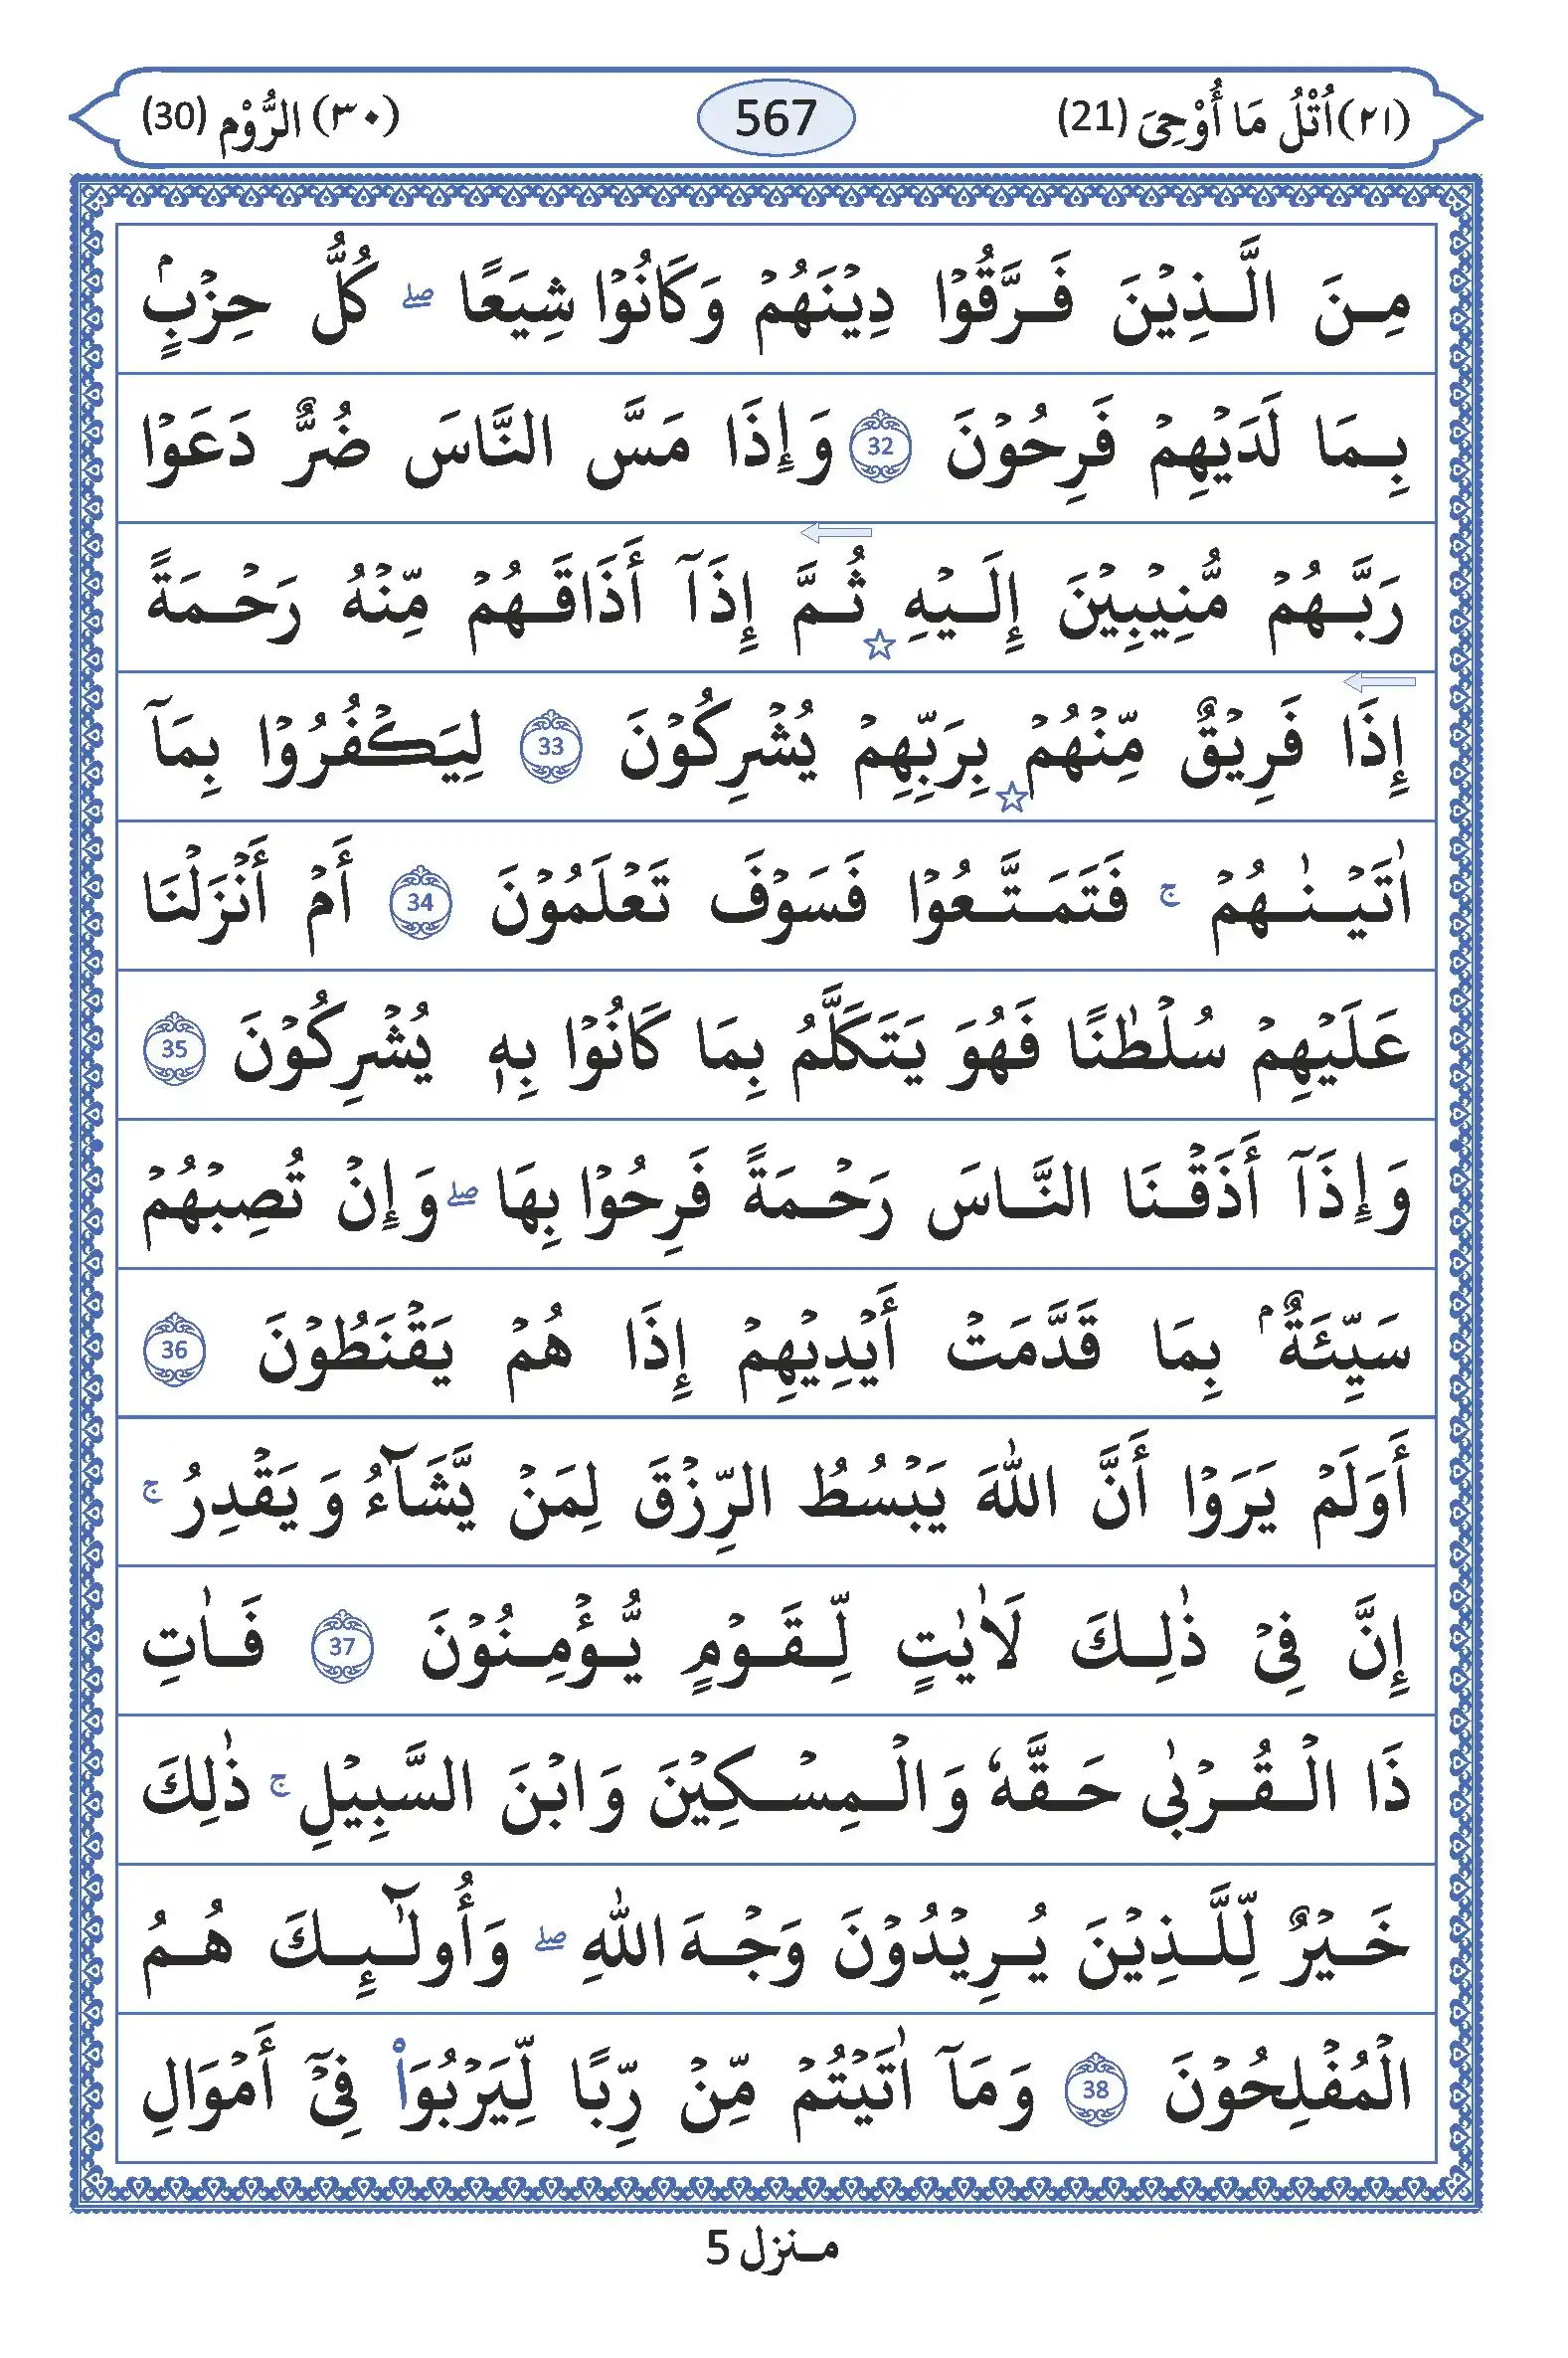 (٢١) اُتْلُ مَا أُوْحِىَ (21) 567 (٣٠) الرُّوْم (30)
مِنَ الَّذِيْنَ فَرَّقُوْا دِيْنَهُمْ وَكَانُوْا شِيَعًا ۖ كُلُّ حِزْبٍۭ
بِمَا لَدَيْهِمْ فَرِحُوْنَ 32 وَإِذَا مَسَّ النَّاسَ ضُرٌّ دَعَوْا
رَبَّهُمْ مُّنِيْبِيْنَ إِلَيْهِ ☆ ثُمَّ إِذَآ أَذَاقَهُمْ مِّنْهُ رَحْمَةً
إِذَا فَرِيْقٌ مِّنْهُمْ ☆ بِرَبِّهِمْ يُشْرِكُوْنَ 33 لِيَكْفُرُوْا بِمَآ
اٰتَيْنٰهُمْ ۚ فَتَمَتَّعُوْا فَسَوْفَ تَعْلَمُوْنَ 34 أَمْ أَنْزَلْنَا
عَلَيْهِمْ سُلْطٰنًا فَهُوَ يَتَكَلَّمُ بِمَا كَانُوْا بِهٖ يُشْرِكُوْنَ 35
وَإِذَآ أَذَقْنَا النَّاسَ رَحْمَةً فَرِحُوْا بِهَا ۖ وَإِنْ تُصِبْهُمْ
سَيِّئَةٌۢ بِمَا قَدَّمَتْ أَيْدِيْهِمْ إِذَا هُمْ يَقْنَطُوْنَ 36
أَوَلَمْ يَرَوْا أَنَّ اللّٰهَ يَبْسُطُ الرِّزْقَ لِمَنْ يَّشَآءُ وَيَقْدِرُ ۚ
إِنَّ فِىْ ذٰلِكَ لَاٰيٰتٍ لِّقَوْمٍ يُّؤْمِنُوْنَ 37 فَاٰتِ
ذَا الْقُرْبٰى حَقَّهٗ وَالْمِسْكِيْنَ وَابْنَ السَّبِيْلِ ۚ ذٰلِكَ
خَيْرٌ لِّلَّذِيْنَ يُرِيْدُوْنَ وَجْهَ اللّٰهِ ۖ وَأُولٰٓئِكَ هُمُ
الْمُفْلِحُوْنَ 38 وَمَآ اٰتَيْتُمْ مِّنْ رِّبًا لِّيَرْبُوَا۟ فِىْٓ أَمْوَالِ
منزل 5